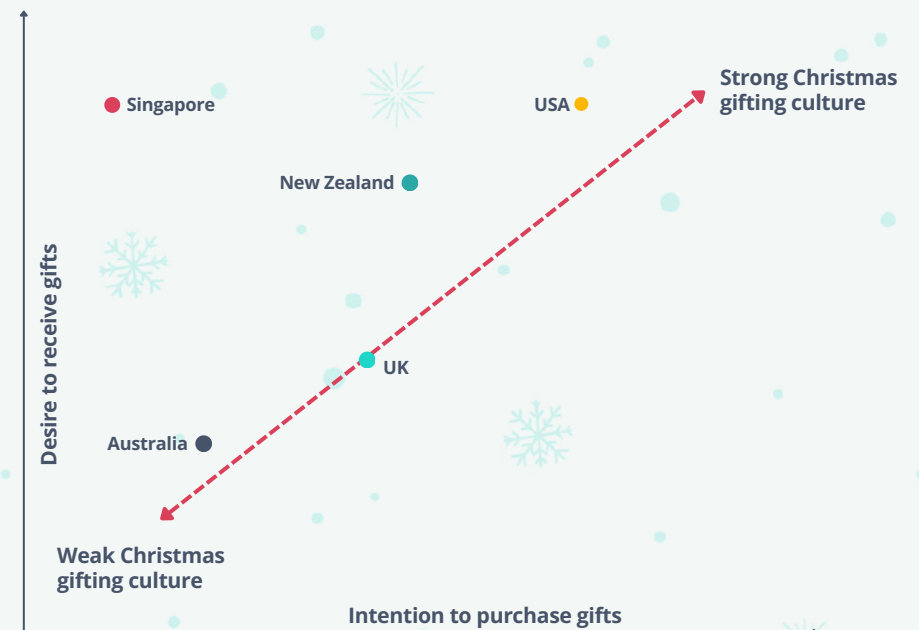 Strong Christmas
gifting culture
Singapore
USA
New Zealand
Desire to receive gifts
UK
Australia
Weak Christmas
gifting culture
Intention to purchase gifts